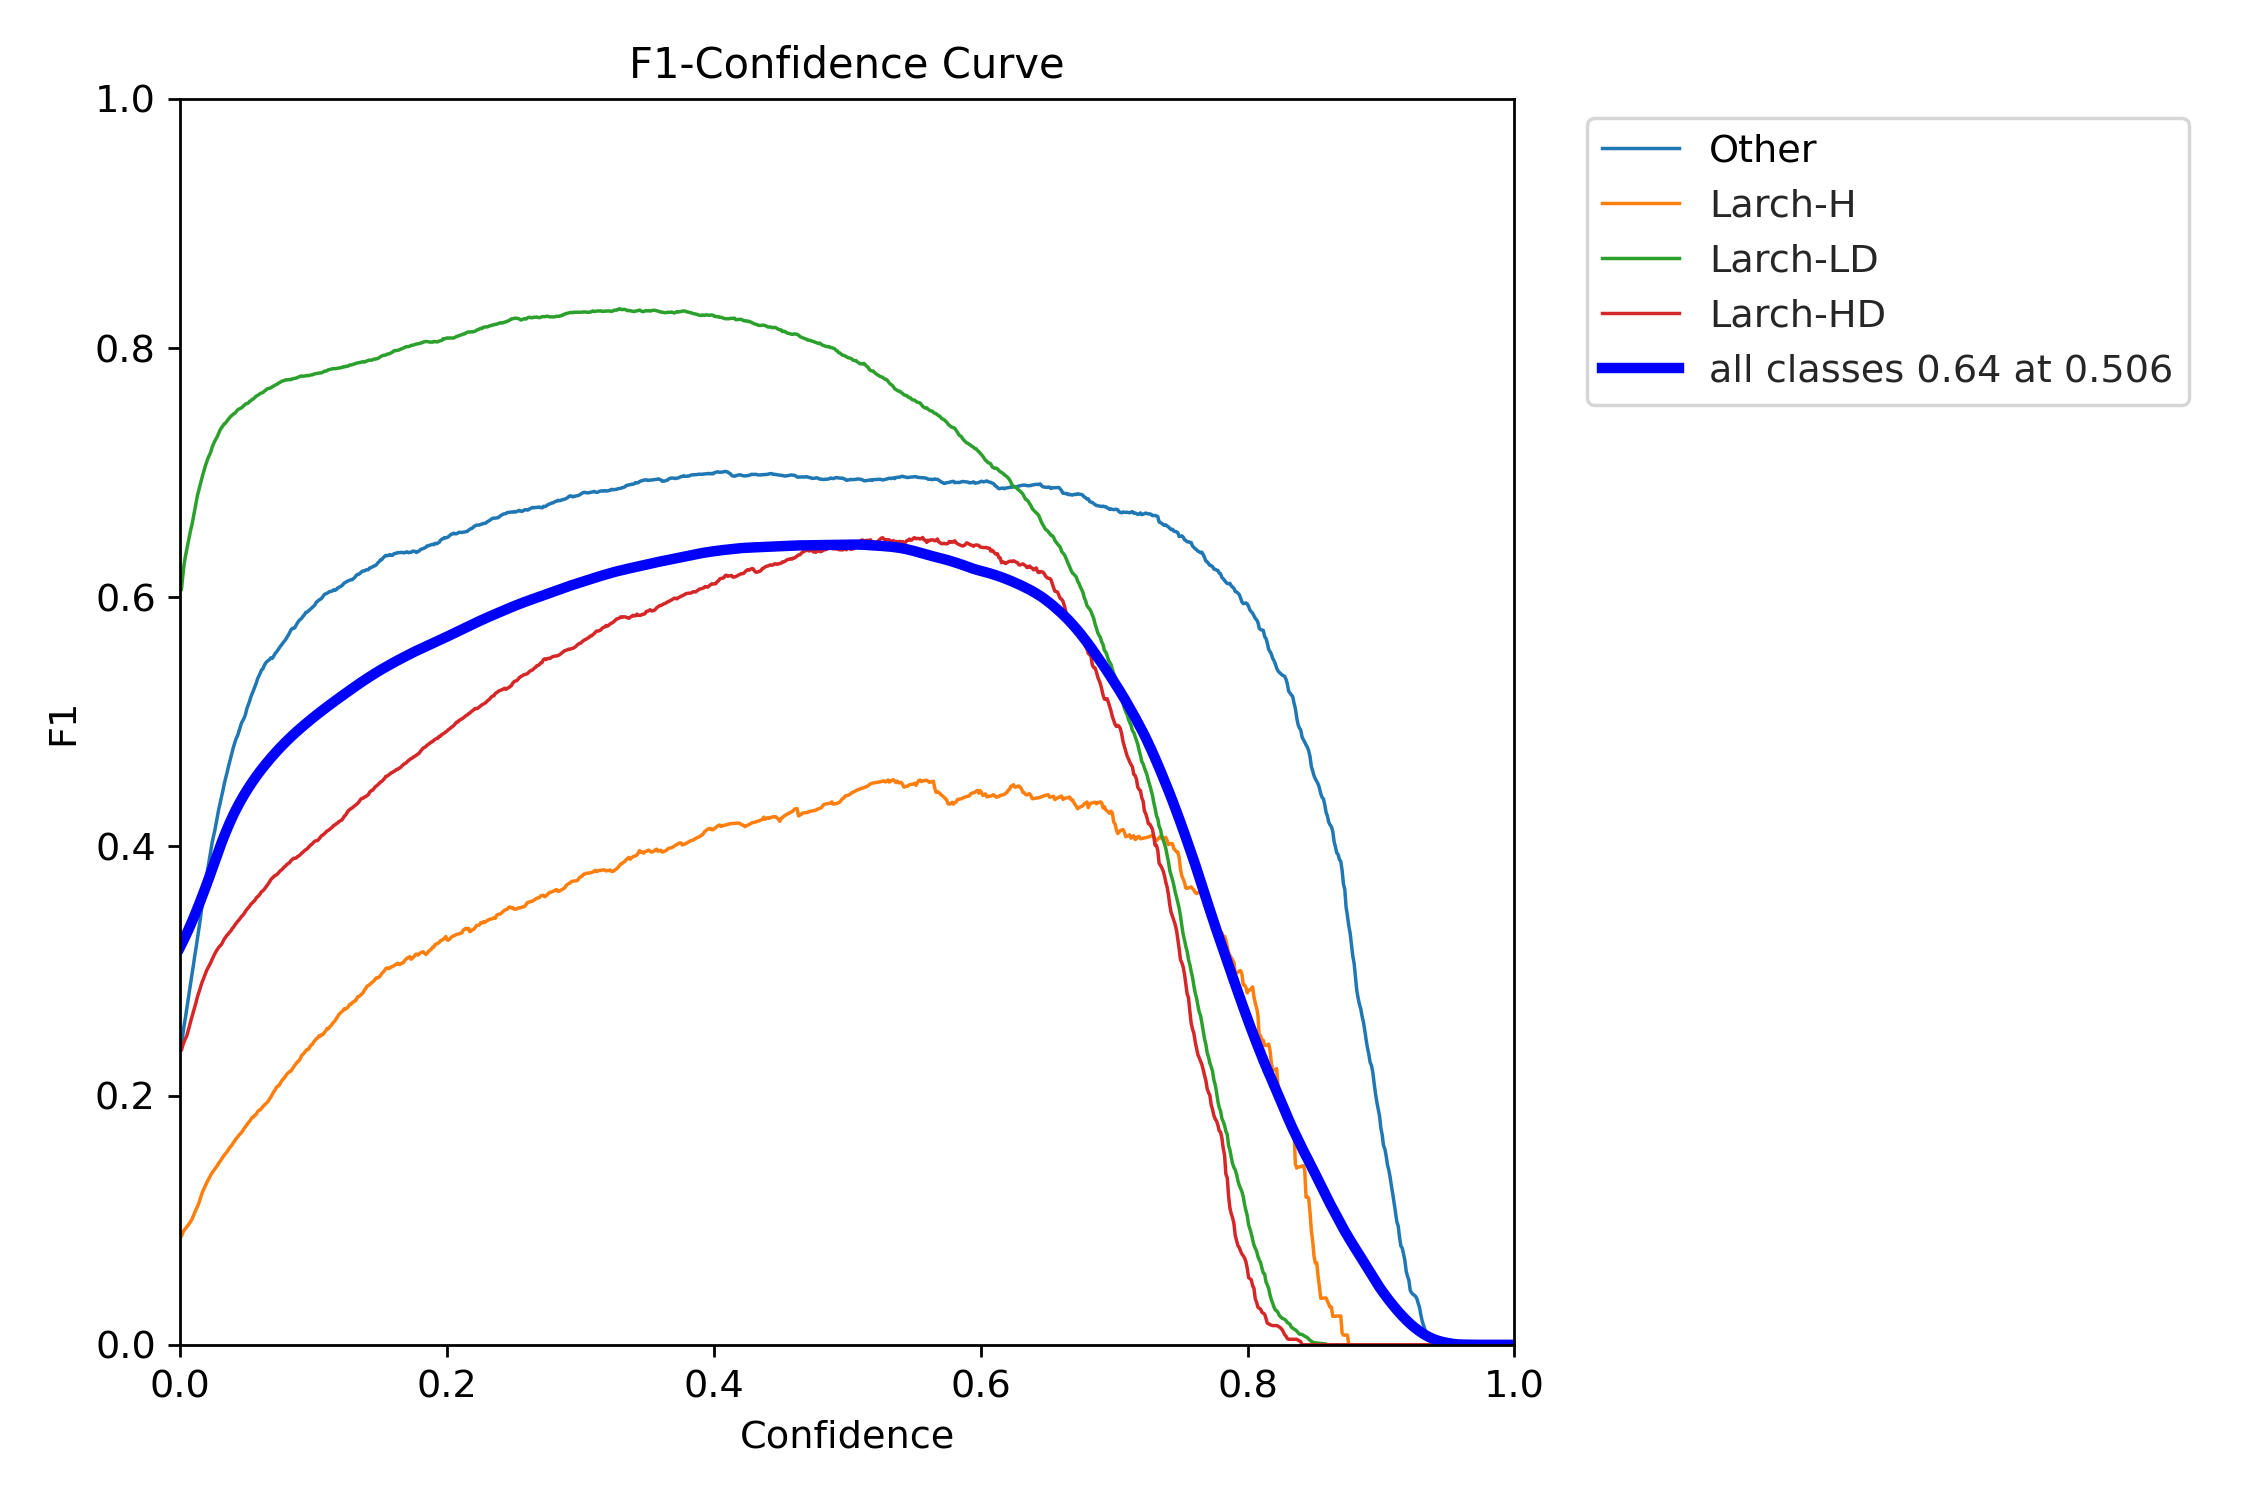 F1-Confidence Curve
1.0
0.8
0.6
0.4
0.2
0.0
F1
0.0 0.2 0.4 0.6 0.8 1.0
Confidence
Other
Larch-H
Larch-LD
Larch-HD
all classes 0.64 at 0.506